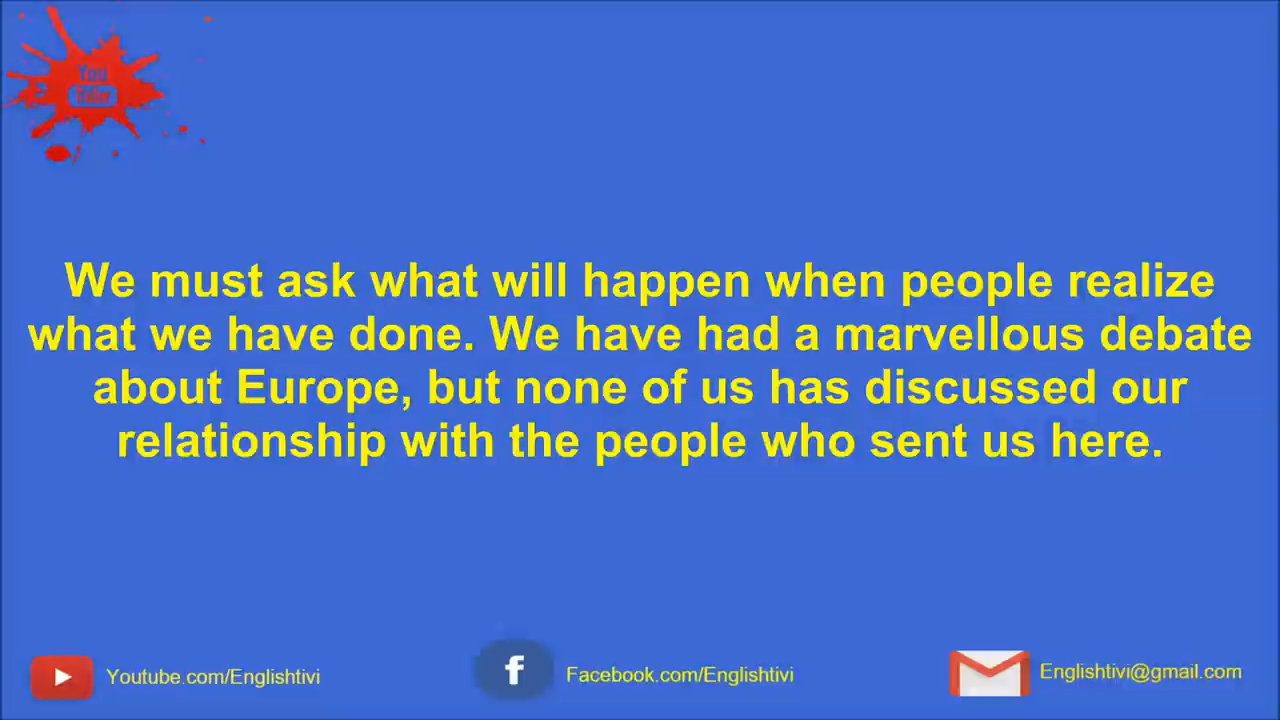 You
Tube
We must ask what will happen when people realize
what we have done. We have had a marvellous debate
about Europe, but none of us has discussed our
relationship with the people who sent us here.
Youtube.com/Englishtivi
f
Facebook.com/Englishtivi
Englishtivi@gmail.com